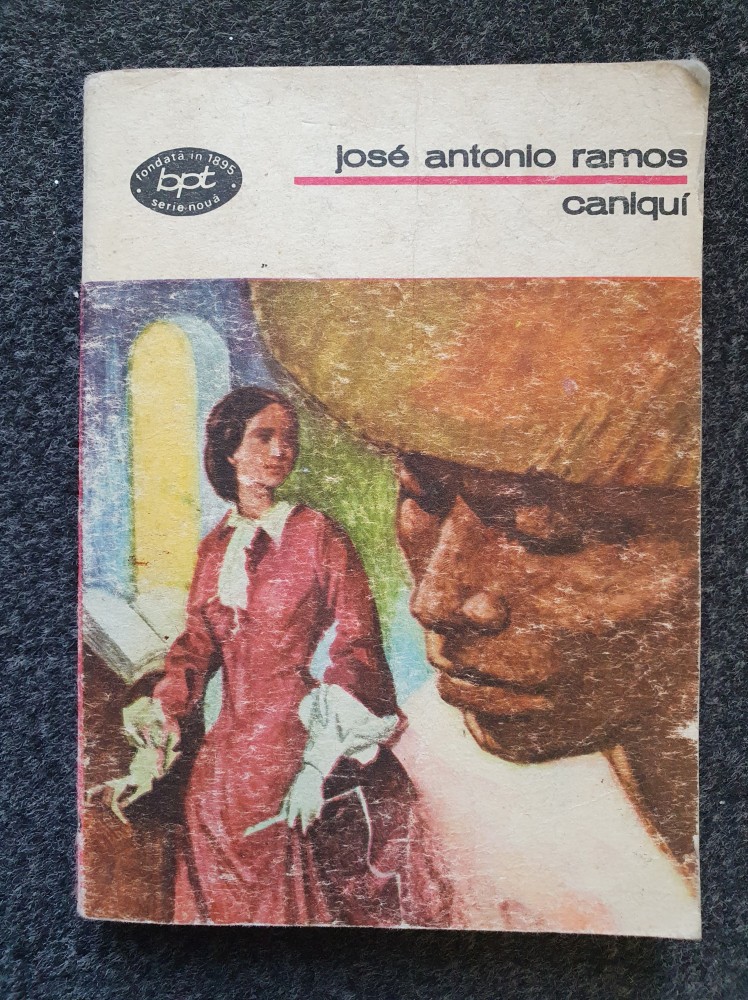 fondată în 1895
bpt
serie nouă
josé antonio ramos
caniquí